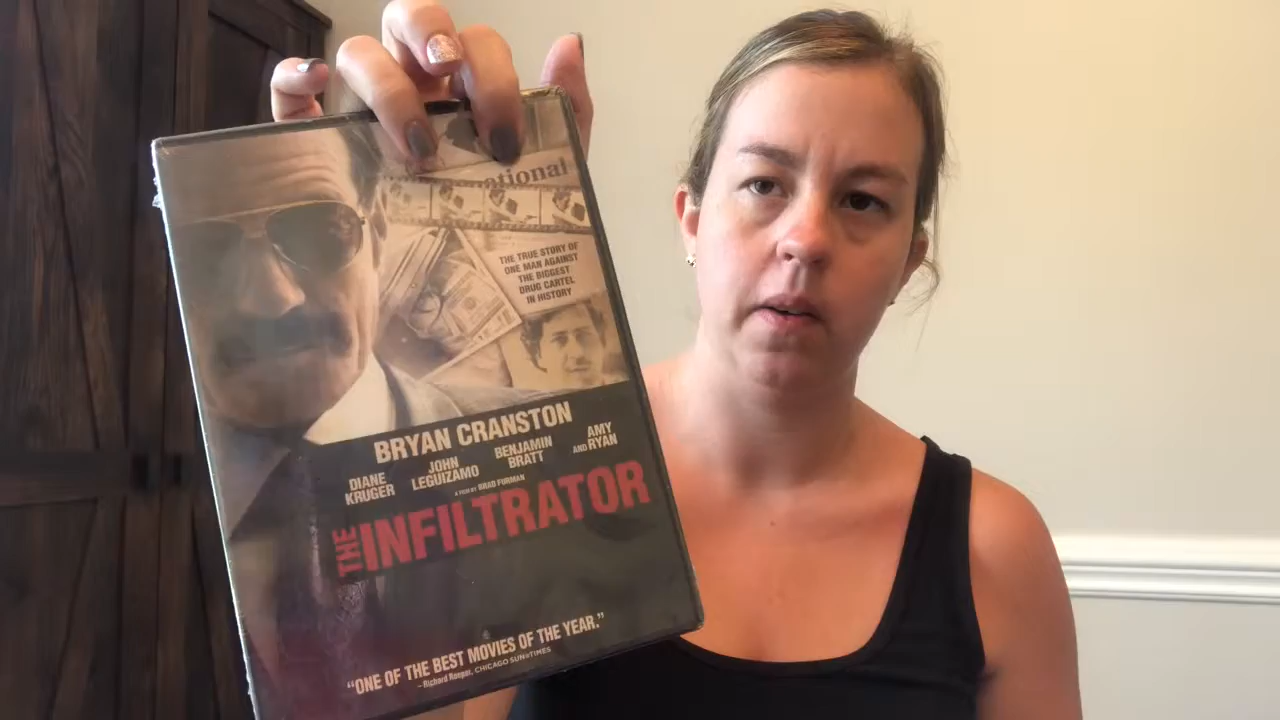 ational
THE TRUE STORY OF
ONE MAN AGAINST
THE BIGGEST
DRUG CARTEL
IN HISTORY
BRYAN CRANSTON
DIANE KRUGER
JOHN LEGUIZAMO
BENJAMIN BRATT
AND AMY RYAN
A FILM BY BRAD FURMAN
THE INFILTRATOR
"ONE OF THE BEST MOVIES OF THE YEAR."
– Richard Roeper, CHICAGO SUN★TIMES